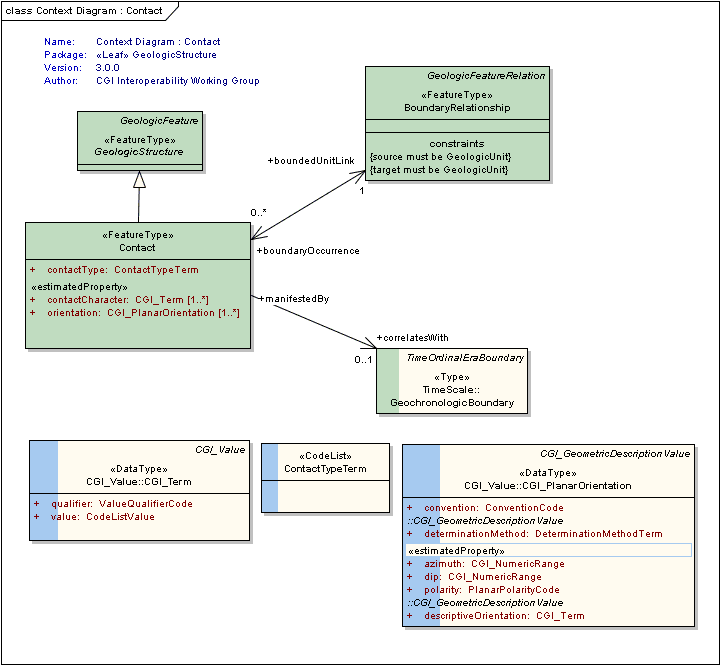 class Context Diagram : Contact
Name: Context Diagram : Contact
Package: «Leaf» GeologicStructure
Version: 3.0.0
Author: CGI Interoperability Working Group
GeologicFeature
«FeatureType»
GeologicStructure
GeologicFeatureRelation
«FeatureType»
BoundaryRelationship
constraints
{source must be GeologicUnit}
{target must be GeologicUnit}
+boundedUnitLink
1
0..*
+boundaryOccurrence
«FeatureType»
Contact
+ contactType: ContactTypeTerm
«estimatedProperty»
+ contactCharacter: CGI_Term [1..*]
+ orientation: CGI_PlanarOrientation [1..*]
+manifestedBy
+correlatesWith
0..1
TimeOrdinalEraBoundary
«Type»
TimeScale::
GeochronologicBoundary
CGI_Value
«DataType»
CGI_Value::CGI_Term
+ qualifier: ValueQualifierCode
+ value: CodeListValue
«CodeList»
ContactTypeTerm
CGI_GeometricDescriptionValue
«DataType»
CGI_Value::CGI_PlanarOrientation
+ convention: ConventionCode
::CGI_GeometricDescriptionValue
+ determinationMethod: DeterminationMethodTerm
«estimatedProperty»
+ azimuth: CGI_NumericRange
+ dip: CGI_NumericRange
+ polarity: PlanarPolarityCode
::CGI_GeometricDescriptionValue
+ descriptiveOrientation: CGI_Term